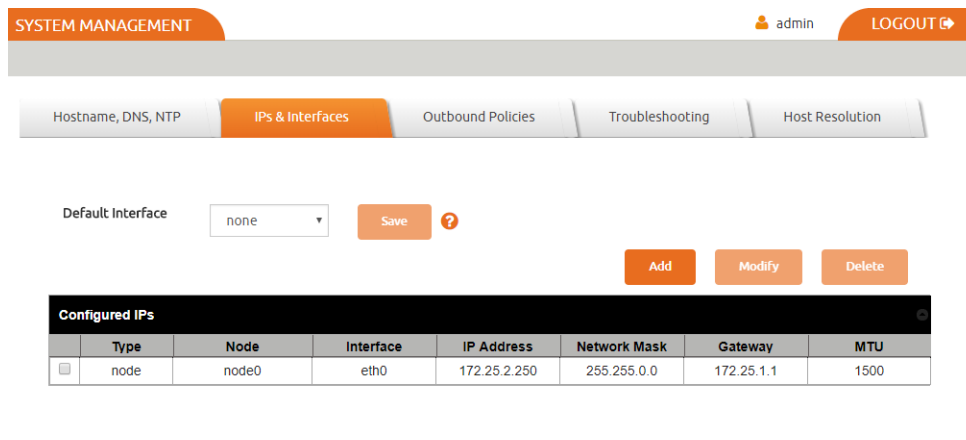 SYSTEM MANAGEMENT admin LOGOUT
Hostname, DNS, NTP IPs & Interfaces Outbound Policies Troubleshooting Host Resolution
Default Interface none Save ?
Add Modify Delete
Configured IPs
Type Node Interface IP Address Network Mask Gateway MTU
node node0 eth0 172.25.2.250 255.255.0.0 172.25.1.1 1500